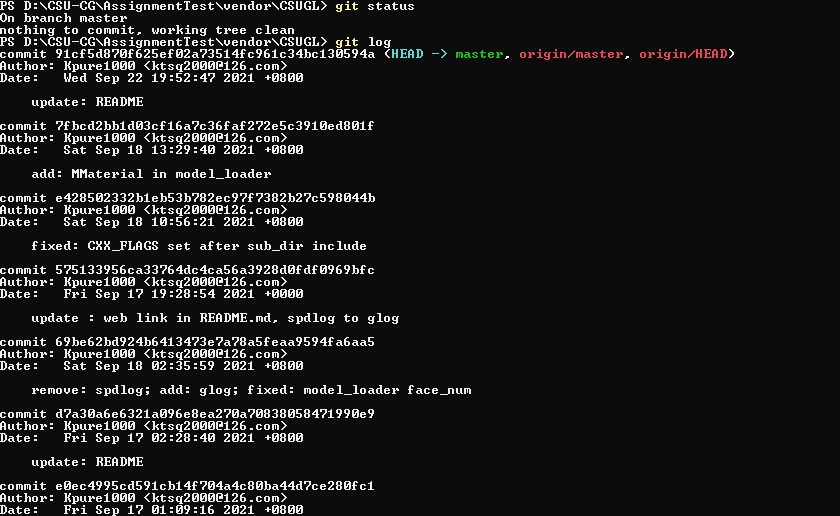 PS D:\CSU-CG\AssignmentTest\vendor\CSUGL> git status
On branch master
nothing to commit, working tree clean
PS D:\CSU-CG\AssignmentTest\vendor\CSUGL> git log
commit 91cf5d870f625ef02a73514fc961c34bc130594a (HEAD -> master, origin/master, origin/HEAD)
Author: Kpure1000 <ktsq2000@126.com>
Date:   Wed Sep 22 19:52:47 2021 +0800

    update: README

commit 7fbcd2bb1d03cf16a7c36faf272e5c3910ed801f
Author: Kpure1000 <ktsq2000@126.com>
Date:   Sat Sep 18 13:29:40 2021 +0800

    add: MMaterial in model_loader

commit e428502332b1eb53b782ec97f7382b27c598044b
Author: Kpure1000 <ktsq2000@126.com>
Date:   Sat Sep 18 10:56:21 2021 +0800

    fixed: CXX_FLAGS set after sub_dir include

commit 575133956ca33764dc4ca56a3928d0fdf0969bfc
Author: Kpure1000 <ktsq2000@126.com>
Date:   Fri Sep 17 19:28:54 2021 +0000

    update : web link in README.md, spdlog to glog

commit 69be62bd924b6413473e7a78a5feaa9594fa6aa5
Author: Kpure1000 <ktsq2000@126.com>
Date:   Sat Sep 18 02:35:59 2021 +0800

    remove: spdlog; add: glog; fixed: model_loader face_num

commit d7a30a6e6321a096e8ea270a70838058471990e9
Author: Kpure1000 <ktsq2000@126.com>
Date:   Fri Sep 17 02:28:40 2021 +0800

    update: README

commit e0ec4995cd591cb14f704a4c80ba44d7ce280fc1
Author: Kpure1000 <ktsq2000@126.com>
Date:   Fri Sep 17 01:09:16 2021 +0800